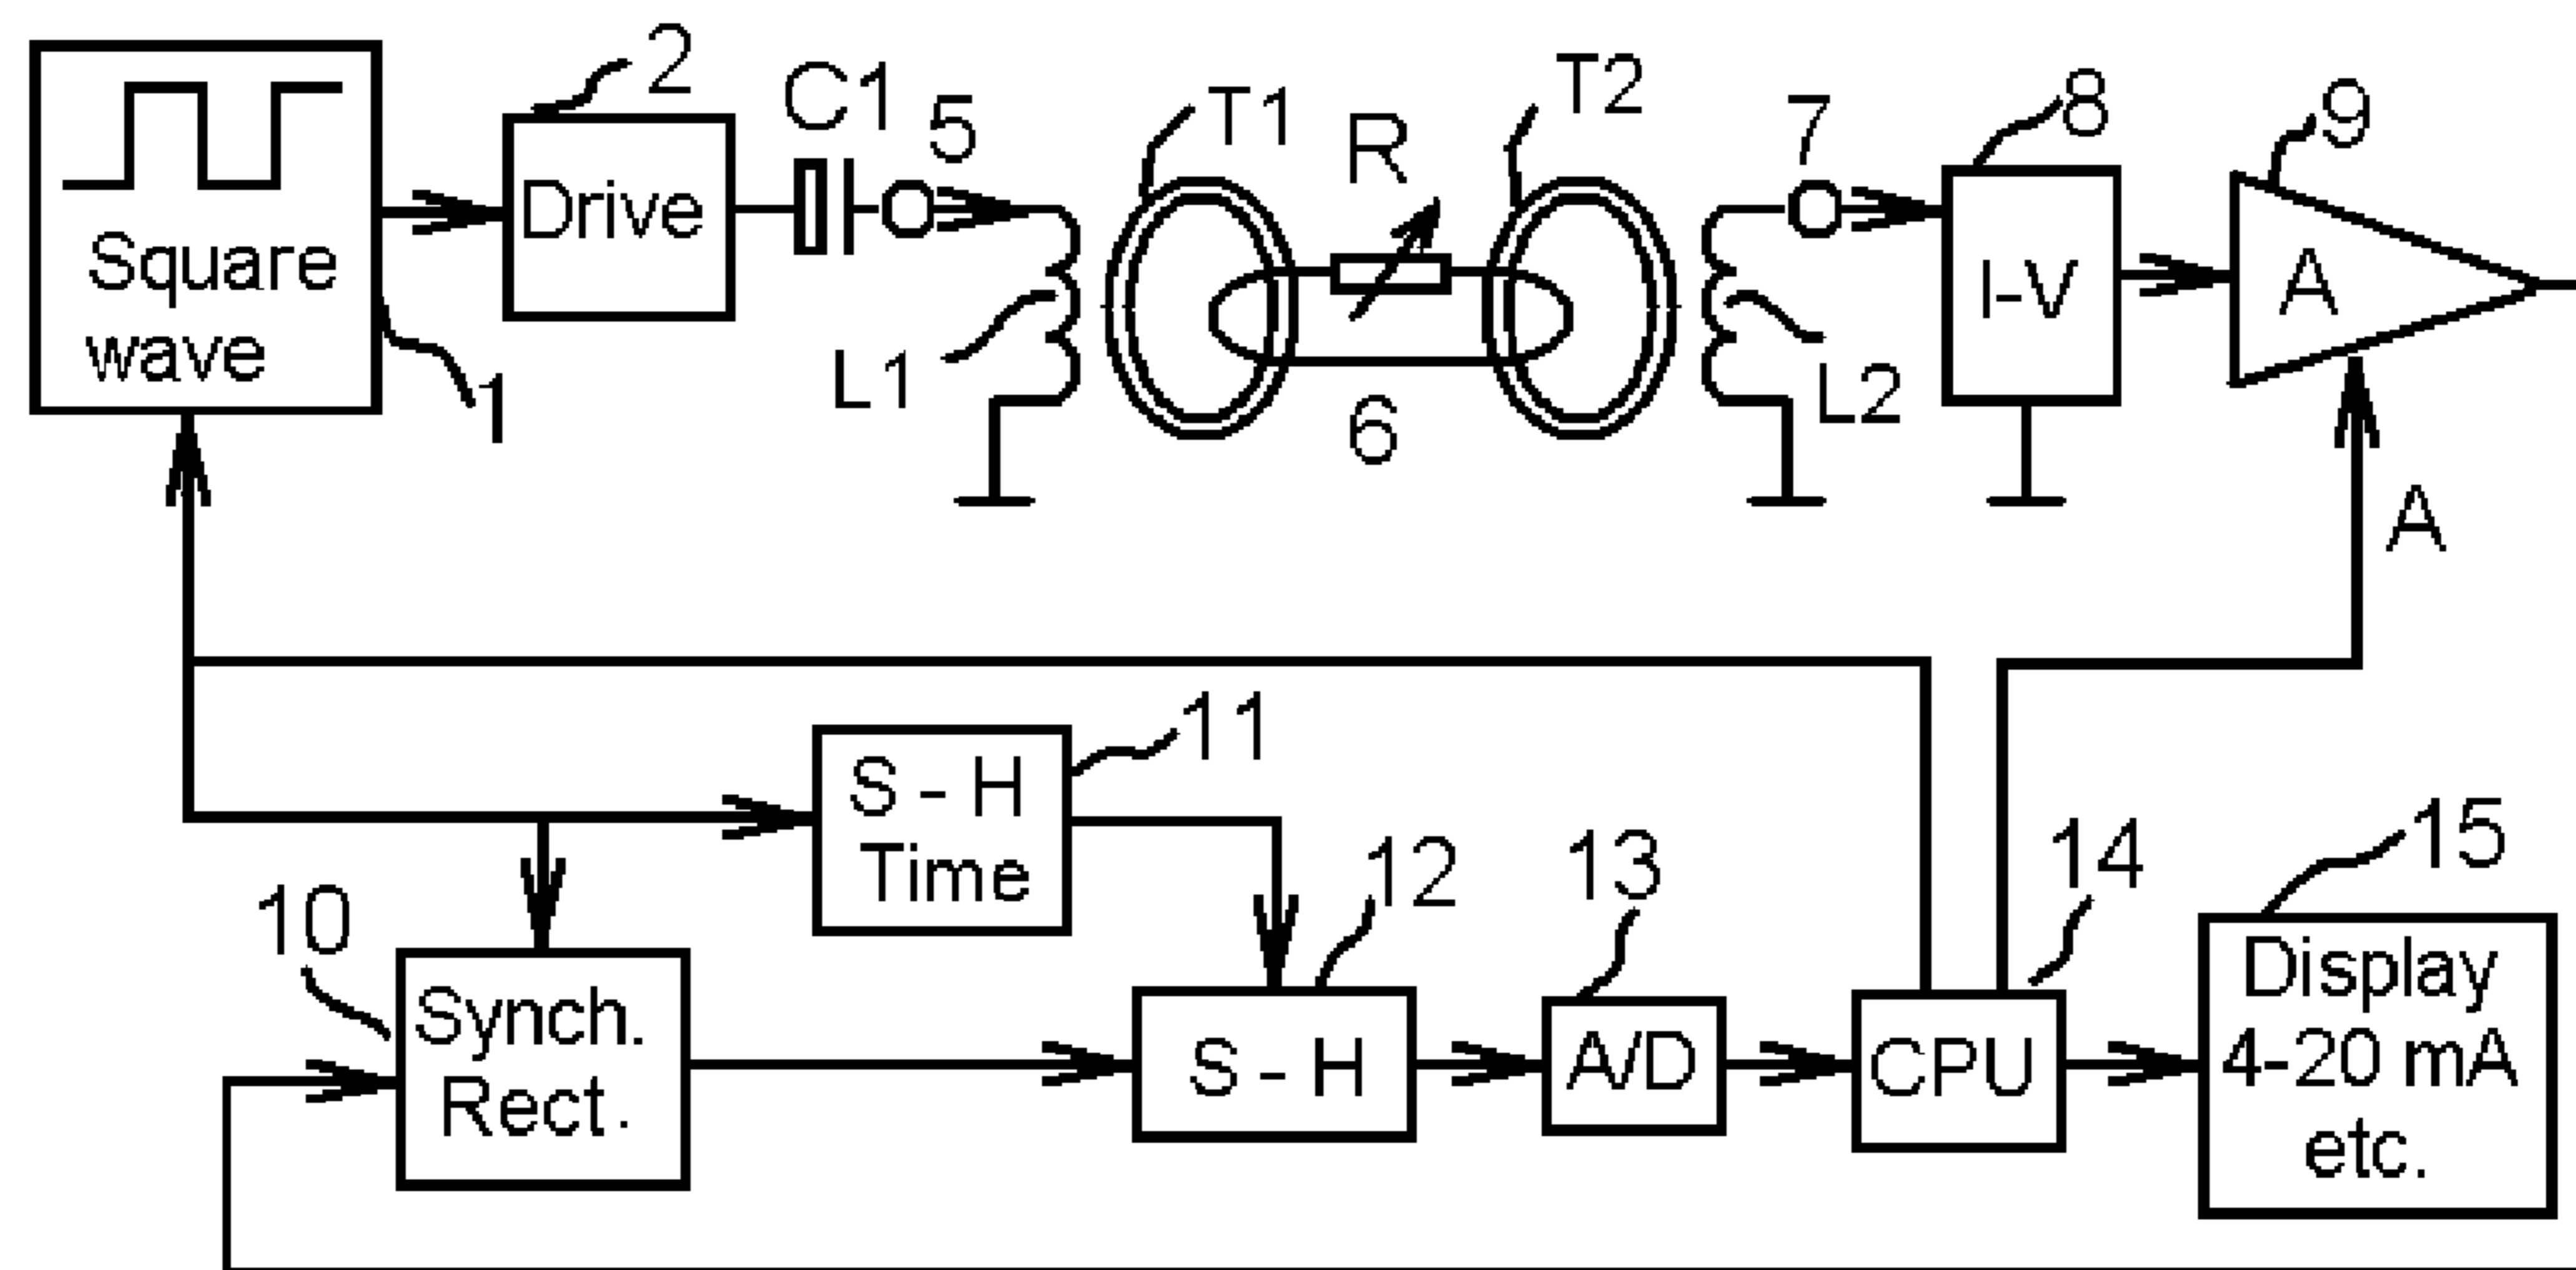 2
C1
5
T1
R
T2
7
8
9
Square
wave
Drive
I-V
A
1
L1
6
L2
A
11
S - H
Time
10
12
13
14
15
Synch.
Rect.
S - H
A/D
CPU
Display
4-20 mA
etc.